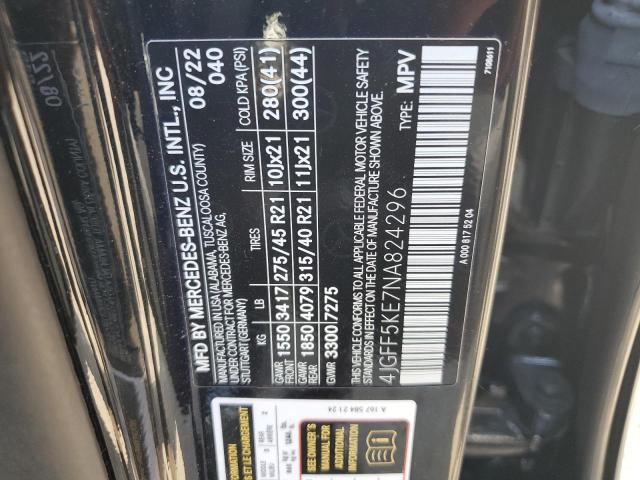 MFD BY MERCEDES-BENZ U.S. INTL., INC
08/22
MADE IN USA (ALABAMA, TUSCALOOSA COUNTY)
040
UNDER CONTRACT FOR MERCEDES-BENZ AG,
STUTTGART (GERMANY)
KG LB TIRES RIM SIZE COLD KPA (PSI)
GAWR FRONT 1550 3417 275/45 R21 10Jx21 280(41)
GAWR REAR 1850 4079 315/40 R21 11Jx21 300(44)
GVWR 3300 7275
THIS VEHICLE CONFORMS TO ALL APPLICABLE FEDERAL MOTOR VEHICLE SAFETY
STANDARDS IN EFFECT ON THE DATE OF MANUFACTURE SHOWN ABOVE.
4JGFF5KE7NA824296 TYPE: MPV
A 000 817 52 04
7108611
A 167 584 21 24
SEE OWNER'S
MANUAL FOR
ADDITIONAL
INFORMATION